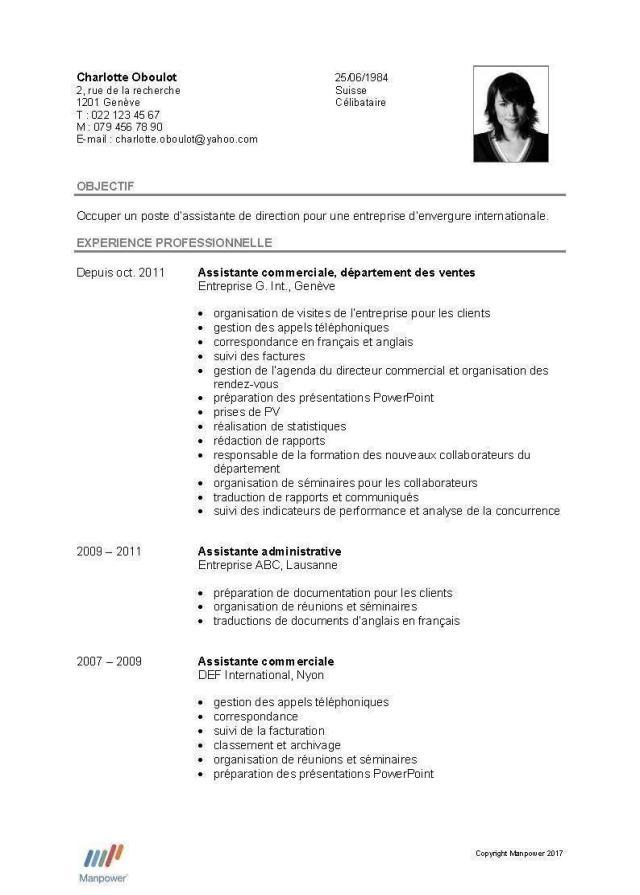 Charlotte Oboulot
2, rue de la recherche
1201 Genève
T : 022 123 45 67
M : 079 456 78 90
E-mail : charlotte.oboulot@yahoo.com
25/06/1984
Suisse
Célibataire
OBJECTIF
Occuper un poste d'assistante de direction pour une entreprise d'envergure internationale.
EXPERIENCE PROFESSIONNELLE
Depuis oct. 2011
Assistante commerciale, département des ventes
Entreprise G. Int., Genève
• organisation de visites de l'entreprise pour les clients
• gestion des appels téléphoniques
• correspondance en français et anglais
• suivi des factures
• gestion de l'agenda du directeur commercial et organisation des
rendez-vous
• préparation des présentations PowerPoint
• prises de PV
• réalisation de statistiques
• rédaction de rapports
• responsable de la formation des nouveaux collaborateurs du
département
• organisation de séminaires pour les collaborateurs
• traduction de rapports et communiqués
• suivi des indicateurs de performance et analyse de la concurrence
2009 – 2011
Assistante administrative
Entreprise ABC, Lausanne
• préparation de documentation pour les clients
• organisation de réunions et séminaires
• traductions de documents d'anglais en français
2007 – 2009
Assistante commerciale
DEF International, Nyon
• gestion des appels téléphoniques
• correspondance
• suivi de la facturation
• classement et archivage
• organisation de réunions et séminaires
• préparation des présentations PowerPoint
Manpower
Copyright Manpower 2017